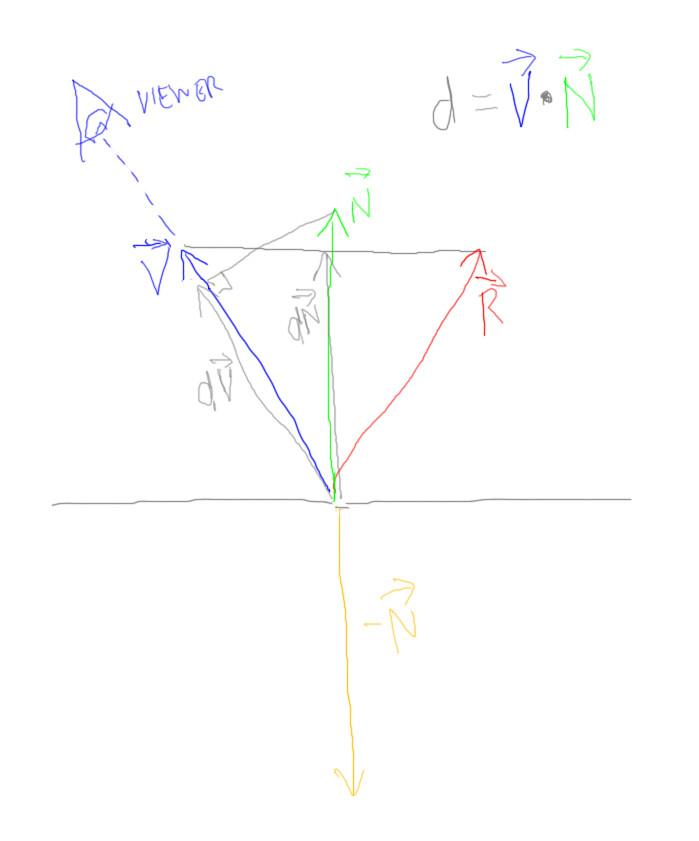 VIEWER
d = V⃗ • N⃗
N⃗
V⃗
dN⃗
R⃗
dV⃗
-N⃗